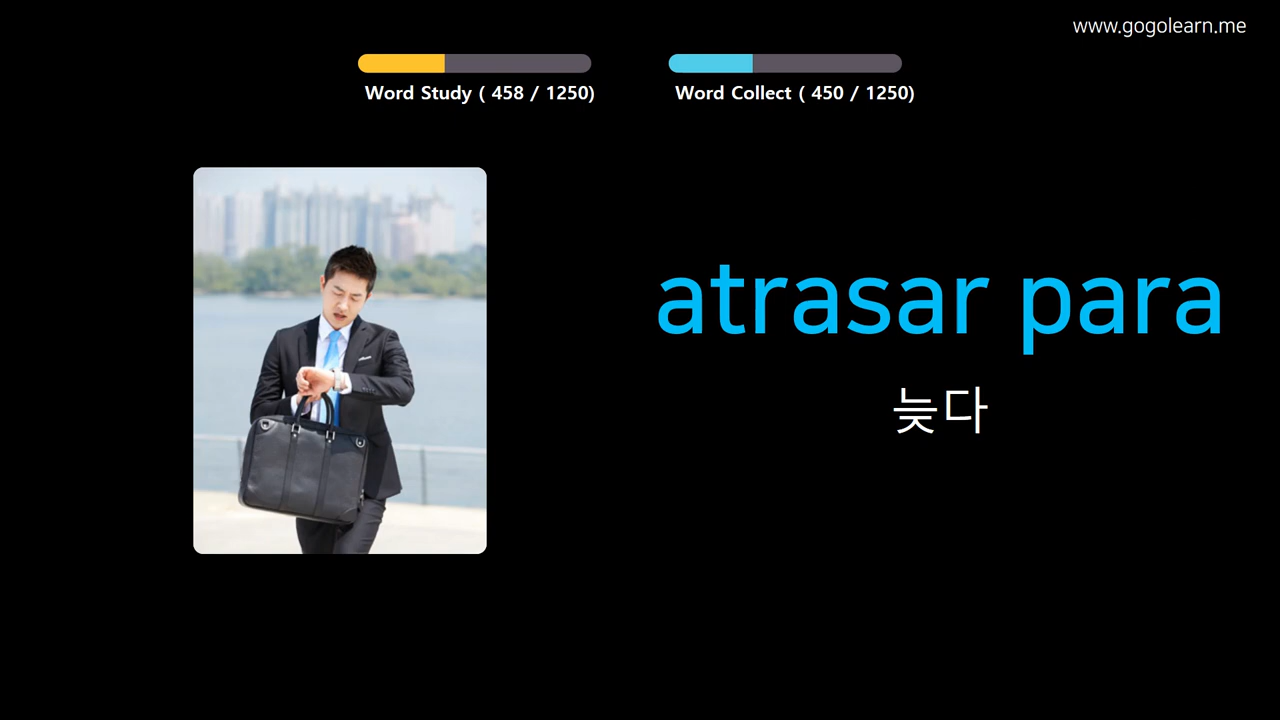 www.gogolearn.me
Word Study ( 458 / 1250)
Word Collect ( 450 / 1250)
atrasar para
늦다